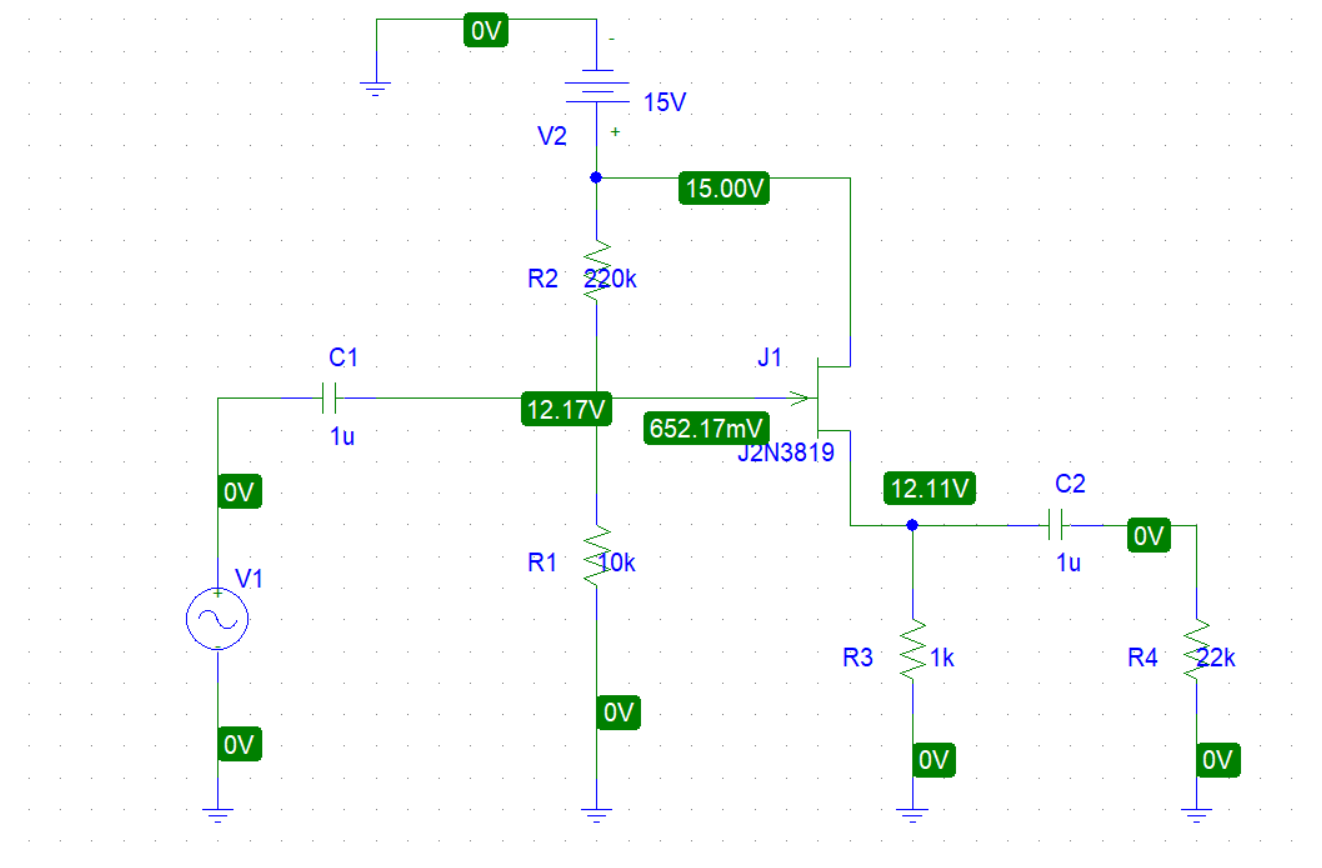 0V
-
15V
V2
+
15.00V
R2
220k
C1
J1
12.17V
1u
652.17mV
J2N3819
0V
12.11V
C2
0V
R1
10k
1u
V1
+
-
R3
1k
R4
22k
0V
0V
0V
0V